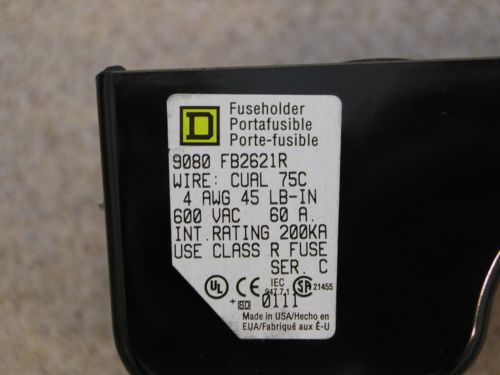 D
Fuseholder
Portafusible
Porte-fusible
9080 FB2621R
WIRE: CUAL 75C
4 AWG 45 LB-IN
600 VAC 60 A.
INT.RATING 200KA
USE CLASS R FUSE
SER. C
UL CE IEC 947.7.1 SA 21455
0111
Made in USA/Hecho en
EUA/Fabriqué aux É-U